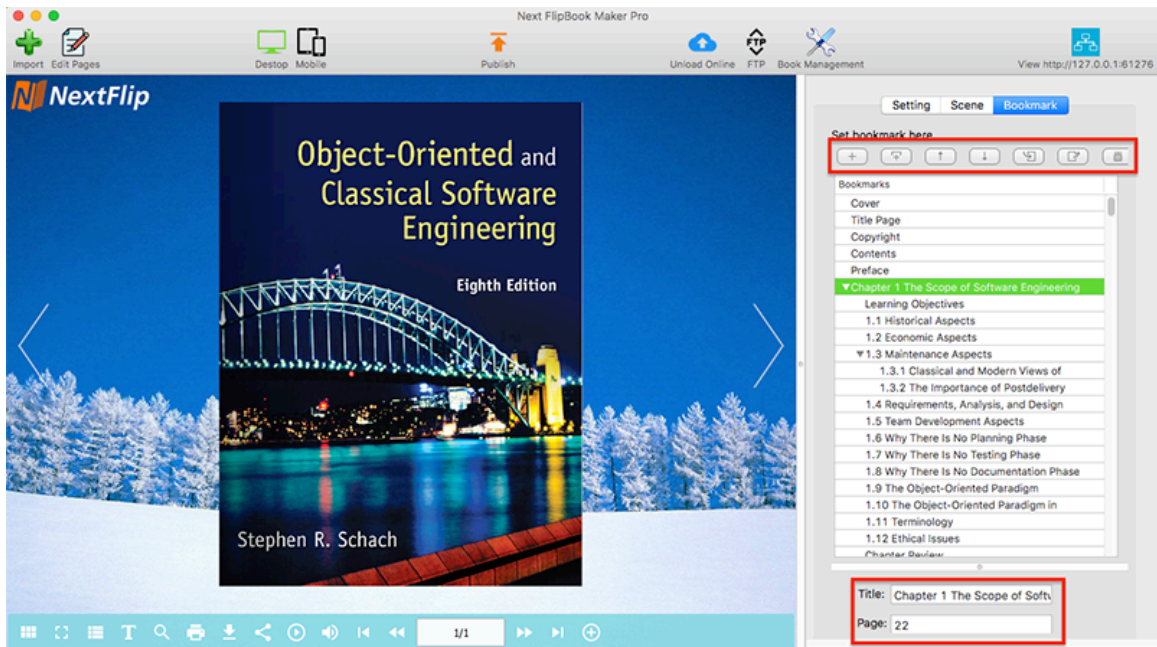 Next FlipBook Maker Pro
Import Edit Pages Destop Mobile Publish Unload Online FTP Book Management View http://127.0.0.1:61276
FTP
N NextFlip
Object-Oriented and
Classical Software
Engineering
Eighth Edition
Stephen R. Schach
T 1/1
Setting Scene Bookmark
Set bookmark here
Bookmarks
Cover
Title Page
Copyright
Contents
Preface
Chapter 1 The Scope of Software Engineering
Learning Objectives
1.1 Historical Aspects
1.2 Economic Aspects
1.3 Maintenance Aspects
1.3.1 Classical and Modern Views of
1.3.2 The Importance of Postdelivery
1.4 Requirements, Analysis, and Design
1.5 Team Development Aspects
1.6 Why There Is No Planning Phase
1.7 Why There Is No Testing Phase
1.8 Why There Is No Documentation Phase
1.9 The Object-Oriented Paradigm
1.10 The Object-Oriented Paradigm in
1.11 Terminology
1.12 Ethical Issues
Chapter Review
Title: Chapter 1 The Scope of Softw
Page: 22